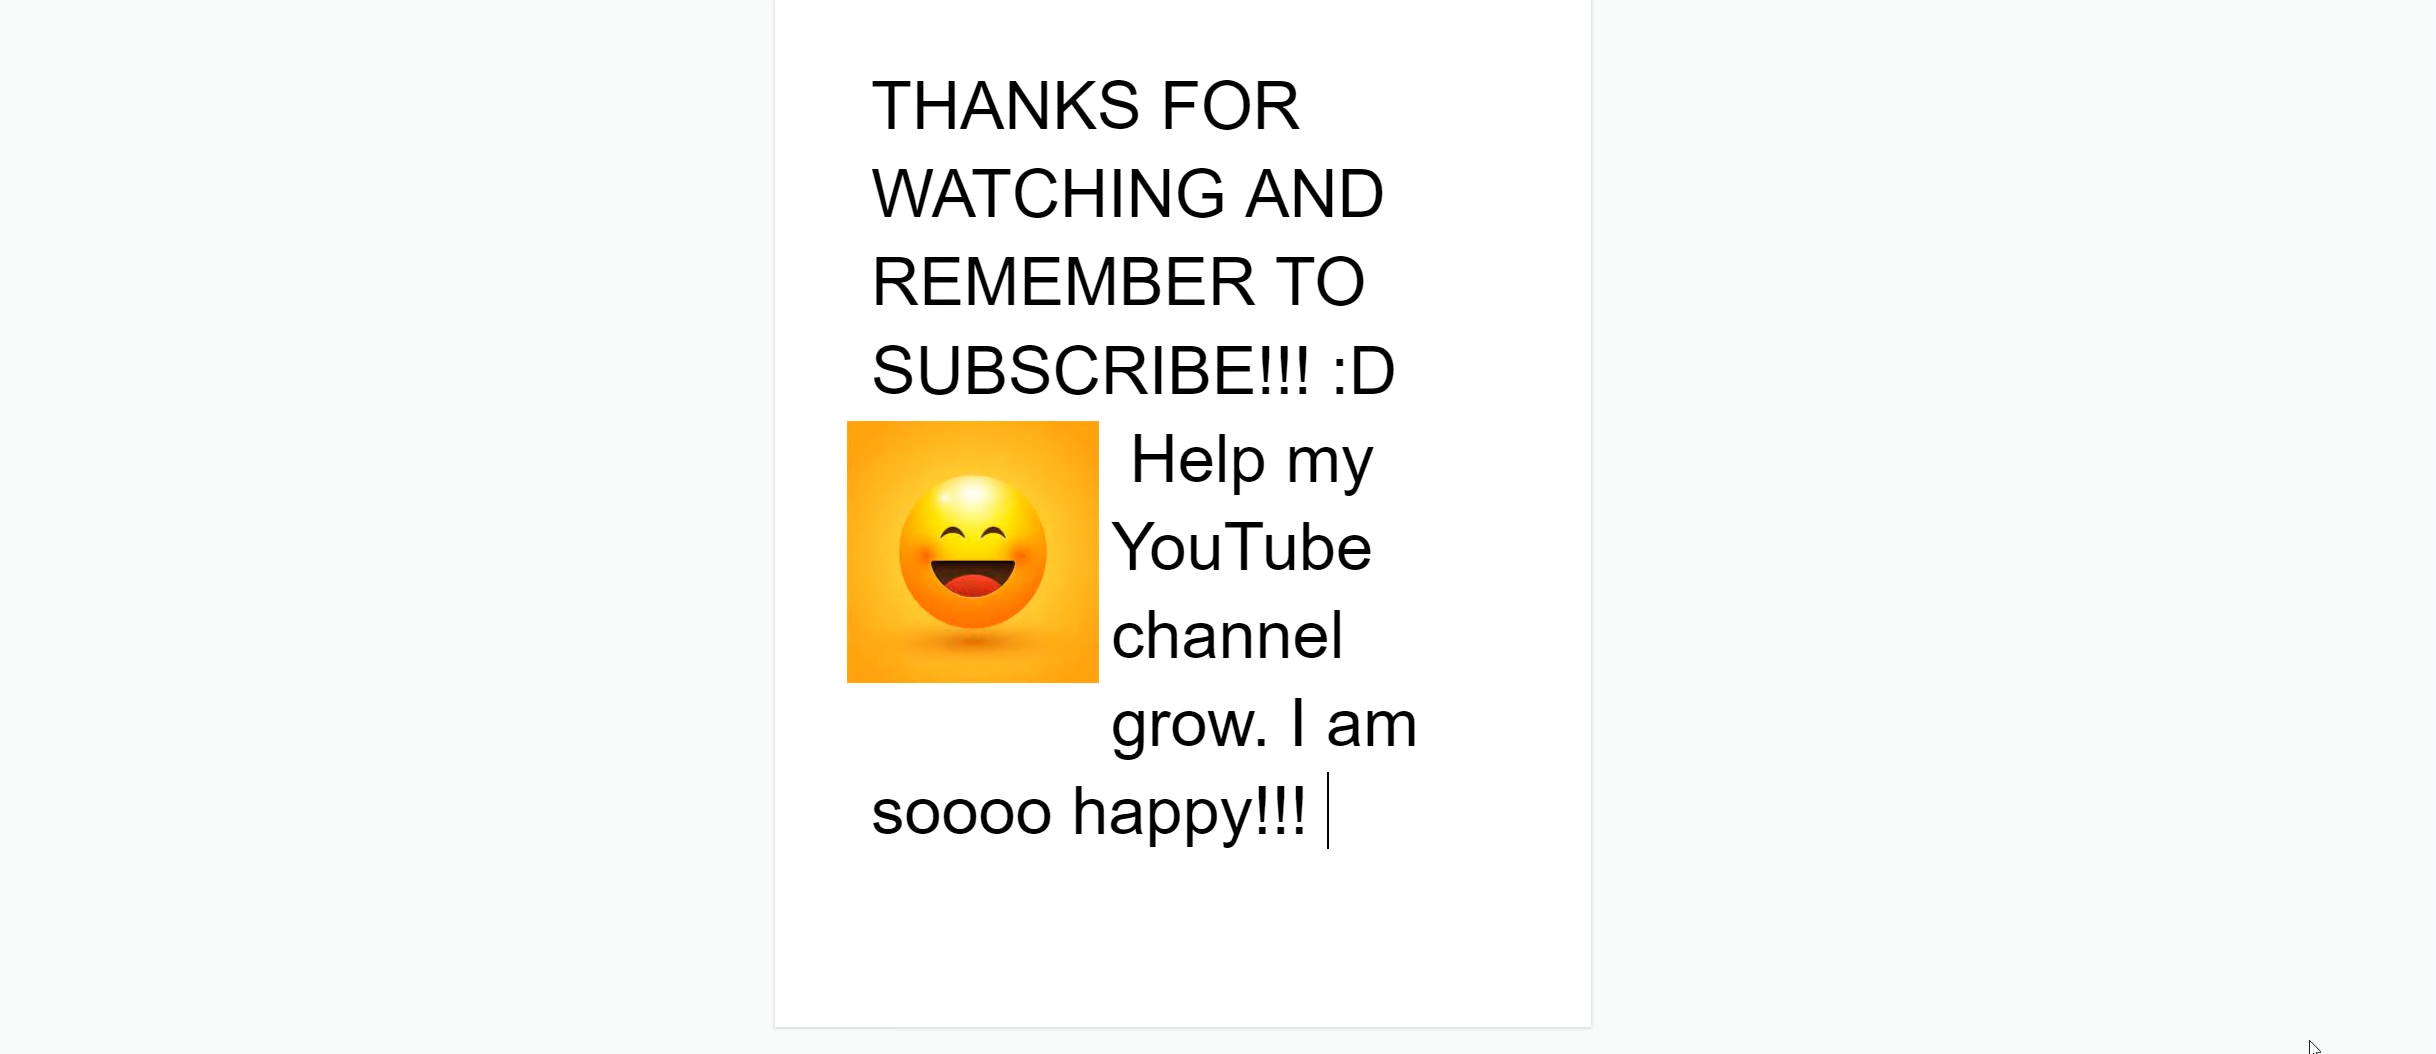 THANKS FOR
WATCHING AND
REMEMBER TO
SUBSCRIBE!!! :D
Help my
YouTube
channel
grow. I am
soooo happy!!!